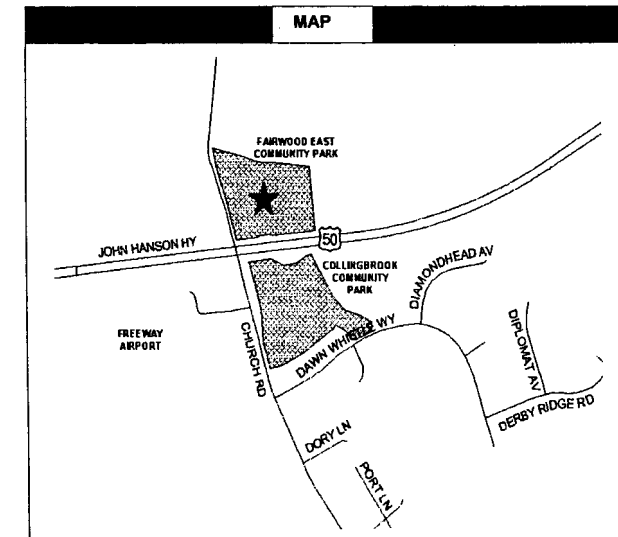 MAP
FAIRWOOD EAST
COMMUNITY PARK
JOHN HANSON HY
50
COLLINGBROOK
COMMUNITY
PARK
DIAMONDHEAD AV
FREEWAY
AIRPORT
CHURCH RD
DAWN WHISTLE WY
DIPLOMAT AV
DERBY RIDGE RD
DORY LN
PORT LN